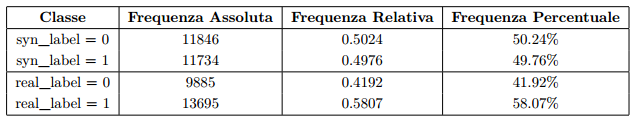 Classe Frequenza Assoluta Frequenza Relativa Frequenza Percentuale
syn_label = 0 11846 0.5024 50.24%
syn_label = 1 11734 0.4976 49.76%
real_label = 0 9885 0.4192 41.92%
real_label = 1 13695 0.5807 58.07%